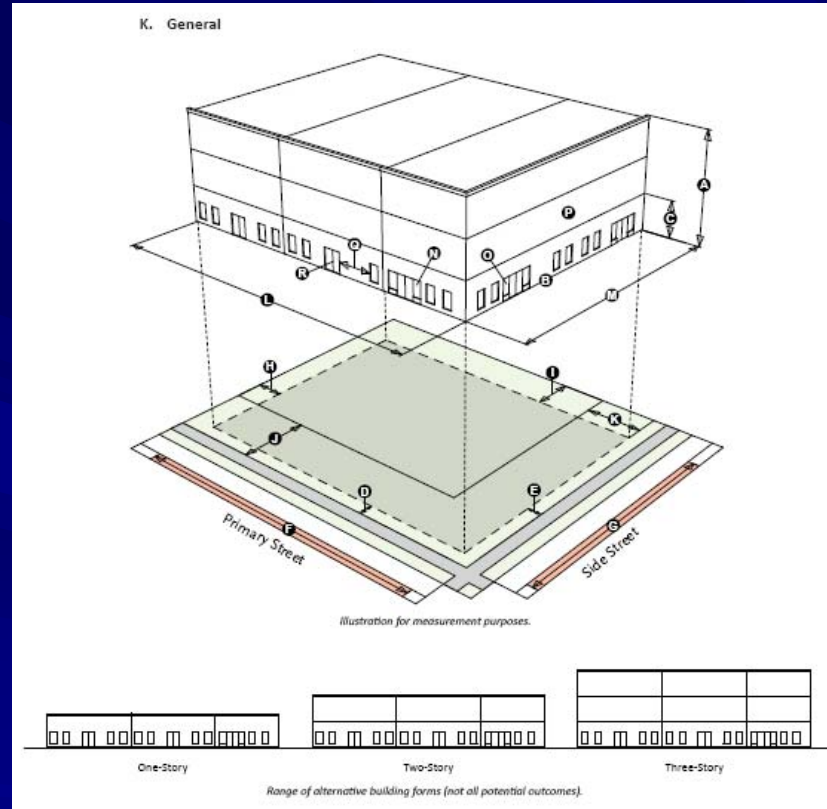 K. General
A
C
P
N
O
Q
B
R
L
M
H
I
K
J
D
E
F
G
Primary Street
Side Street
Illustration for measurement purposes.
One-Story
Two-Story
Three-Story
Range of alternative building forms (not all potential outcomes).